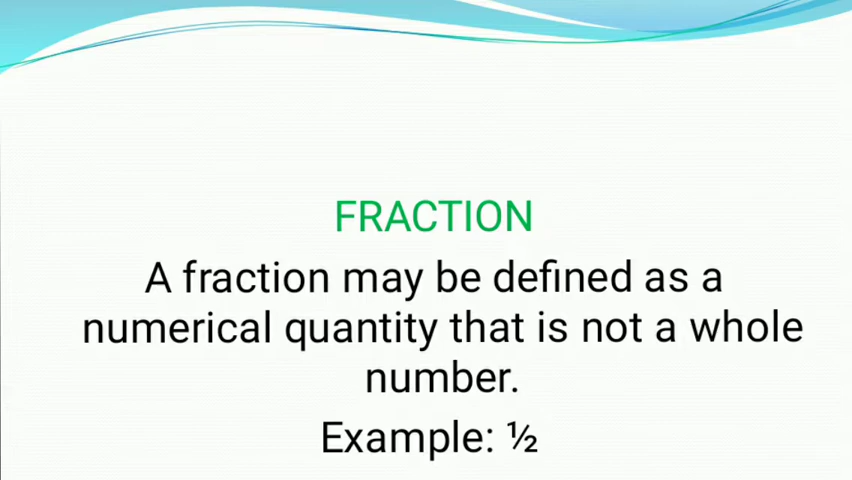 FRACTION
A fraction may be defined as a
numerical quantity that is not a whole
number.
Example: ½